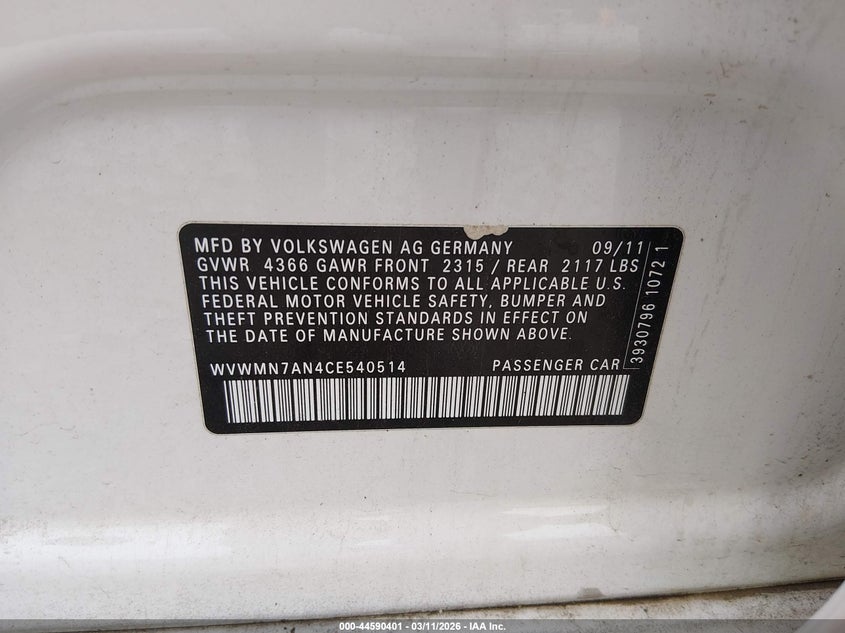 MFD BY VOLKSWAGEN AG GERMANY 09/11
GVWR 4366 GAWR FRONT 2315 / REAR 2117 LBS
THIS VEHICLE CONFORMS TO ALL APPLICABLE U.S.
FEDERAL MOTOR VEHICLE SAFETY, BUMPER AND
THEFT PREVENTION STANDARDS IN EFFECT ON
THE DATE OF MANUFACTURE SHOWN ABOVE.
WVWMN7AN4CE540514 PASSENGER CAR
3930796 10721
000-44590401 - 03/11/2026 - IAA Inc.